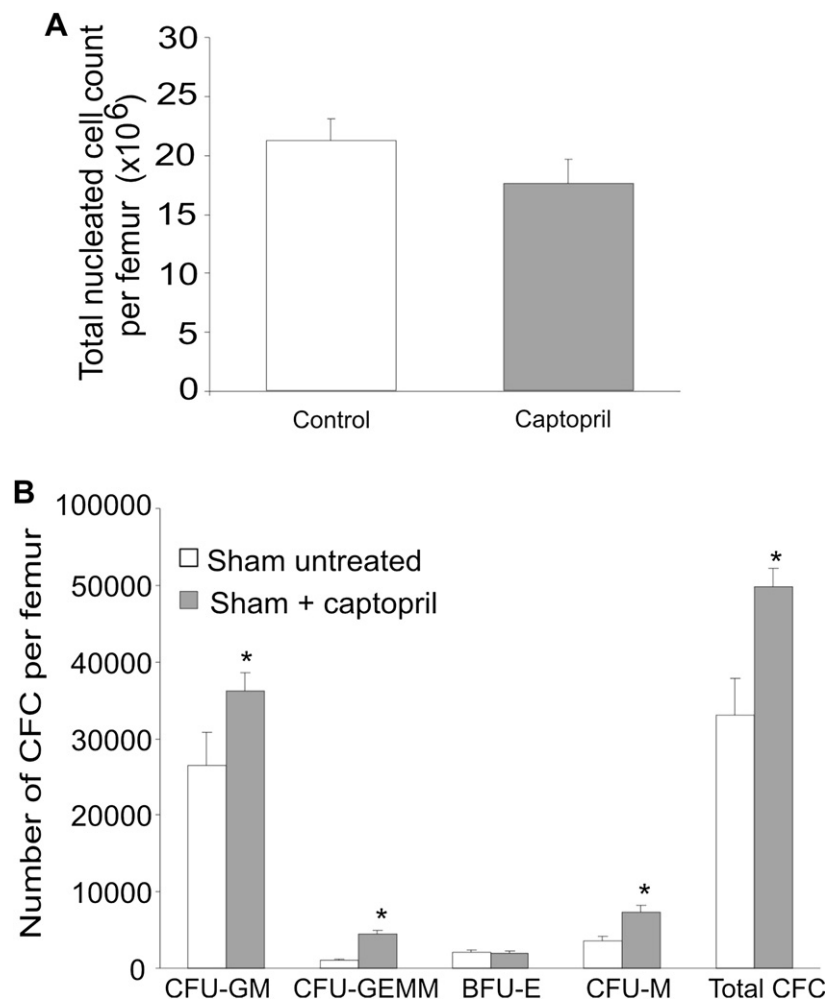 A
Total nucleated cell count
per femur (x10⁶)
30
25
20
15
10
5
0
Control
Captopril
B
Number of CFC per femur
100000
50000
40000
30000
20000
10000
0
Sham untreated
Sham + captopril
*
*
*
*
CFU-GM
CFU-GEMM
BFU-E
CFU-M
Total CFC